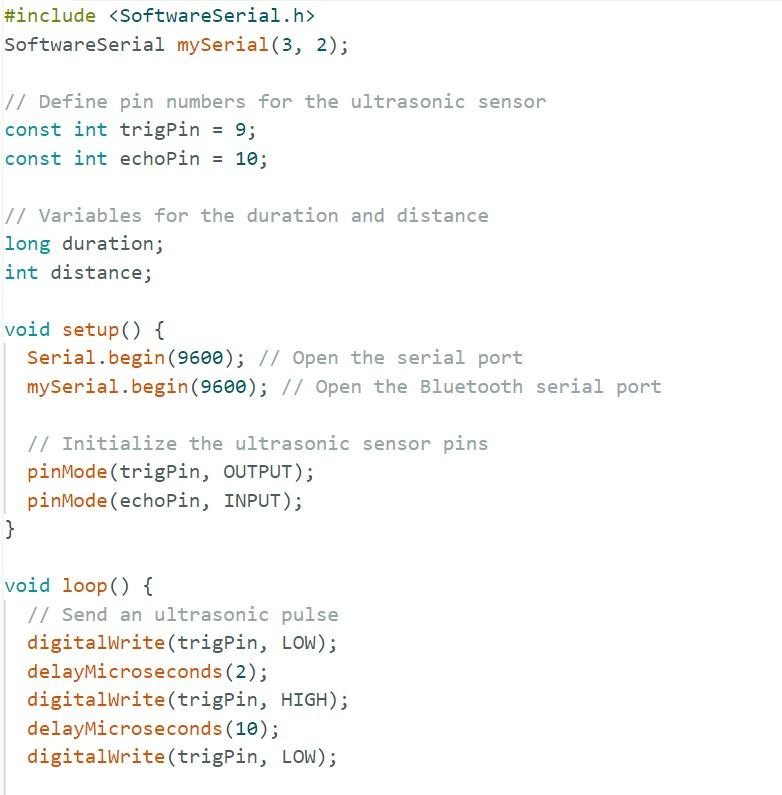 #include <SoftwareSerial.h>
SoftwareSerial mySerial(3, 2);
// Define pin numbers for the ultrasonic sensor
const int trigPin = 9;
const int echoPin = 10;
// Variables for the duration and distance
long duration;
int distance;
void setup() {
Serial.begin(9600); // Open the serial port
mySerial.begin(9600); // Open the Bluetooth serial port
// Initialize the ultrasonic sensor pins
pinMode(trigPin, OUTPUT);
pinMode(echoPin, INPUT);
}
void loop() {
// Send an ultrasonic pulse
digitalWrite(trigPin, LOW);
delayMicroseconds(2);
digitalWrite(trigPin, HIGH);
delayMicroseconds(10);
digitalWrite(trigPin, LOW);